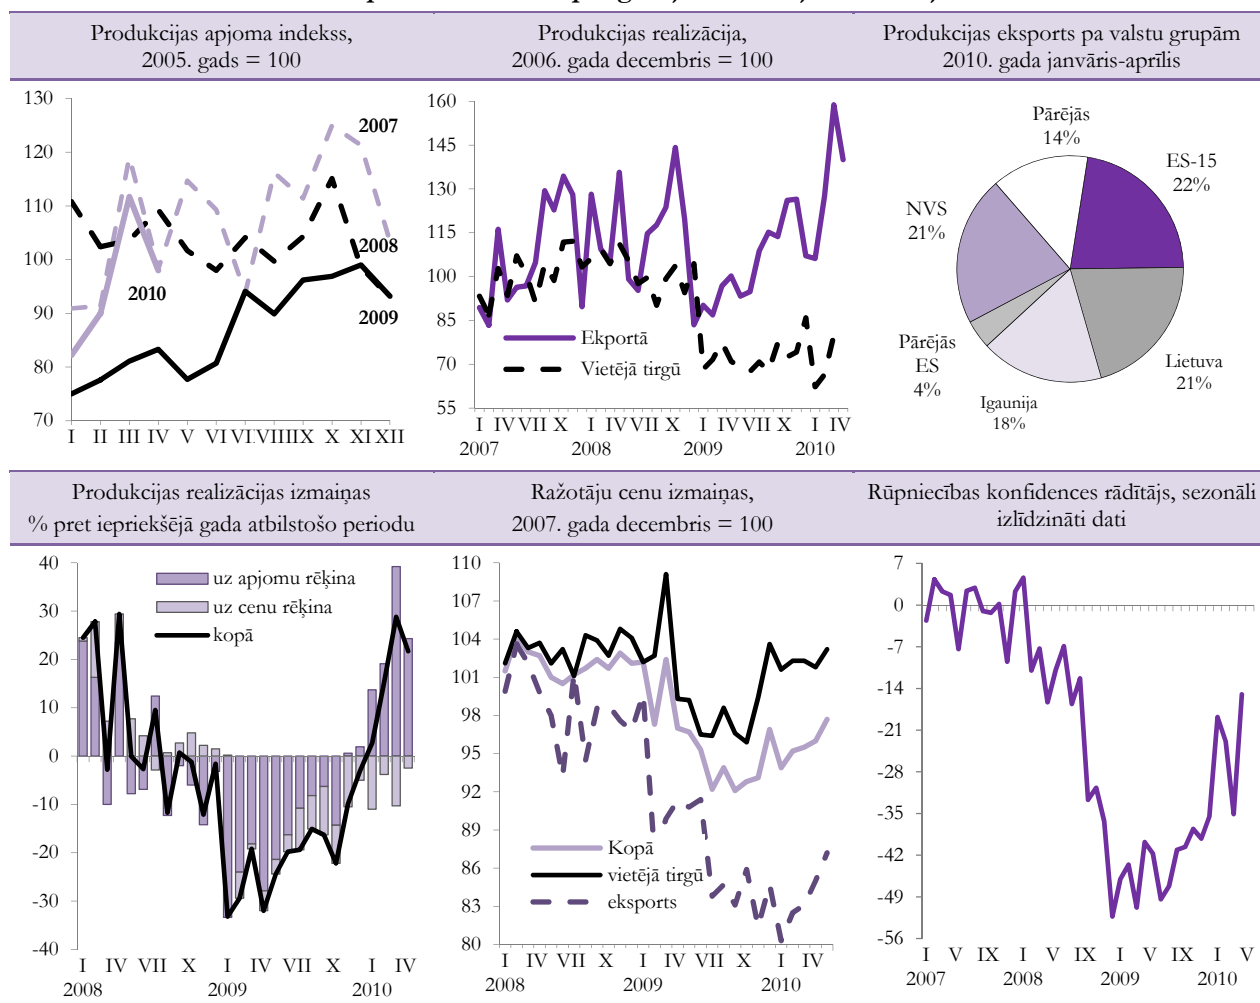 Produkcijas apjoma indekss,
2005. gads = 100
130
120
110
100
90
80
70
2007
2008
2010
2009
I II III IV V VI VII VIII IX X XI XII
Produkcijas realizācija,
2006. gada decembris = 100
160
145
130
115
100
85
70
55
Ekportā
Vietējā tirgū
I IV VII X I IV VII X I IV VII X I IV
2007 2008 2009 2010
Produkcijas eksports pa valstu grupām
2010. gada janvāris-aprīlis
Pārējās
14%
ES-15
22%
NVS
21%
Pārējās
ES
4%
Igaunija
18%
Lietuva
21%
Produkcijas realizācijas izmaiņas
% pret iepriekšējā gada atbilstošo periodu
40
30
20
10
0
-10
-20
-30
-40
uz apjomu rēķina
uz cenu rēķina
kopā
I IV VII X I IV VII X I IV
2008 2009 2010
Ražotāju cenu izmaiņas,
2007. gada decembris = 100
110
107
104
101
98
95
92
89
86
83
80
Kopā
vietējā tirgū
eksports
I IV VII X I IV VII X I IV
2008 2009 2010
Rūpniecības konfidences rādītājs, sezonāli
izlīdzināti dati
7
0
-7
-14
-21
-28
-35
-42
-49
-56
I V IX I V IX I V IX I V
2007 2008 2009 2010